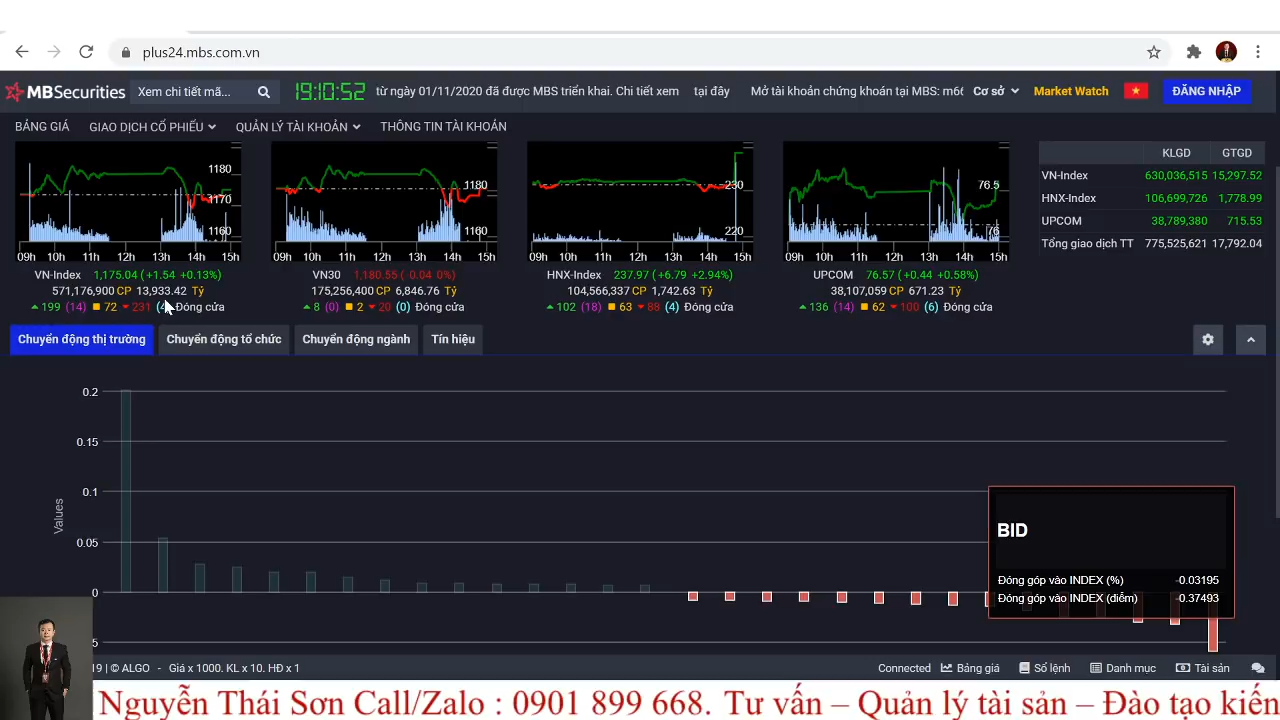 plus24.mbs.com.vn
MBSecurities Xem chi tiết mã... 19:10:52 từ ngày 01/11/2020 đã được MBS triển khai. Chi tiết xem tại đây Mở tài khoản chứng khoán tại MBS: m66 Cơ sở Market Watch ĐĂNG NHẬP
BẢNG GIÁ GIAO DỊCH CỔ PHIẾU QUẢN LÝ TÀI KHOẢN THÔNG TIN TÀI KHOẢN
1180
1170
1160
09h 10h 11h 12h 13h 14h 15h
VN-Index 1,175.04 (+1.54 +0.13%)
571,176,900 CP 13,933.42 Tỷ
199 (14) 72 231 Đóng cửa
1180
1160
09h 10h 11h 12h 13h 14h 15h
VN30 1,180.55 ( 0.04 0%)
175,256,400 CP 6,846.76 Tỷ
8 (0) 2 20 (0) Đóng cửa
230
220
09h 10h 11h 12h 13h 14h 15h
HNX-Index 237.97 (+6.79 +2.94%)
104,566,337 CP 1,742.63 Tỷ
102 (18) 63 88 (4) Đóng cửa
76.5
76
09h 10h 11h 12h 13h 14h 15h
UPCOM 76.57 (+0.44 +0.58%)
38,107,059 CP 671.23 Tỷ
136 (14) 62 100 (6) Đóng cửa
KLGD GTGD
VN-Index 630,036,515 15,297.52
HNX-Index 106,699,726 1,778.99
UPCOM 38,789,380 715.53
Tổng giao dịch TT 775,525,621 17,792.04
Chuyển động thị trường Chuyển động tổ chức Chuyển động ngành Tín hiệu
0.2
0.15
0.1
0.05
0
5
Values
BID
Đóng góp vào INDEX (%) -0.03195
Đóng góp vào INDEX (điểm) -0.37493
19 | © ALGO - Giá x 1000. KL x 10. HĐ x 1 Connected Bảng giá Sổ lệnh Danh mục Tài sản
Nguyễn Thái Sơn Call/Zalo : 0901 899 668. Tư vấn – Quản lý tài sản – Đào tạo kiến